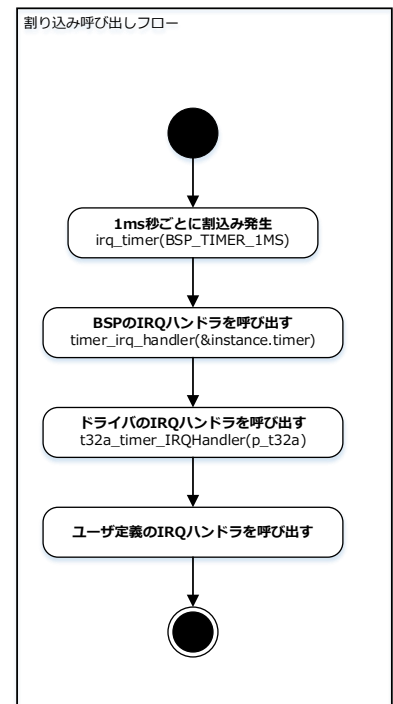 割り込み呼び出しフロー
1ms秒ごとに割込み発生
irq_timer(BSP_TIMER_1MS)
BSPのIRQハンドラを呼び出す
timer_irq_handler(&instance.timer)
ドライバのIRQハンドラを呼び出す
t32a_timer_IRQHandler(p_t32a)
ユーザ定義のIRQハンドラを呼び出す